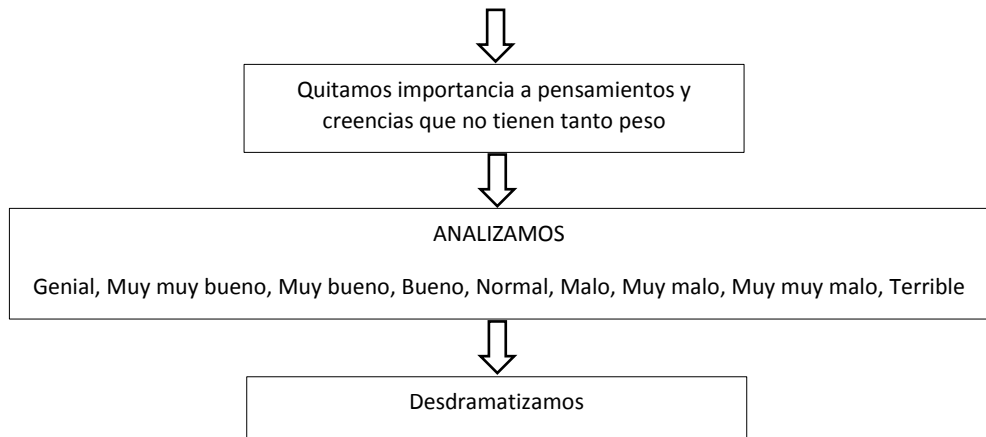 Quitamos importancia a pensamientos y
creencias que no tienen tanto peso
ANALIZAMOS
Genial, Muy muy bueno, Muy bueno, Bueno, Normal, Malo, Muy malo, Muy muy malo, Terrible
Desdramatizamos